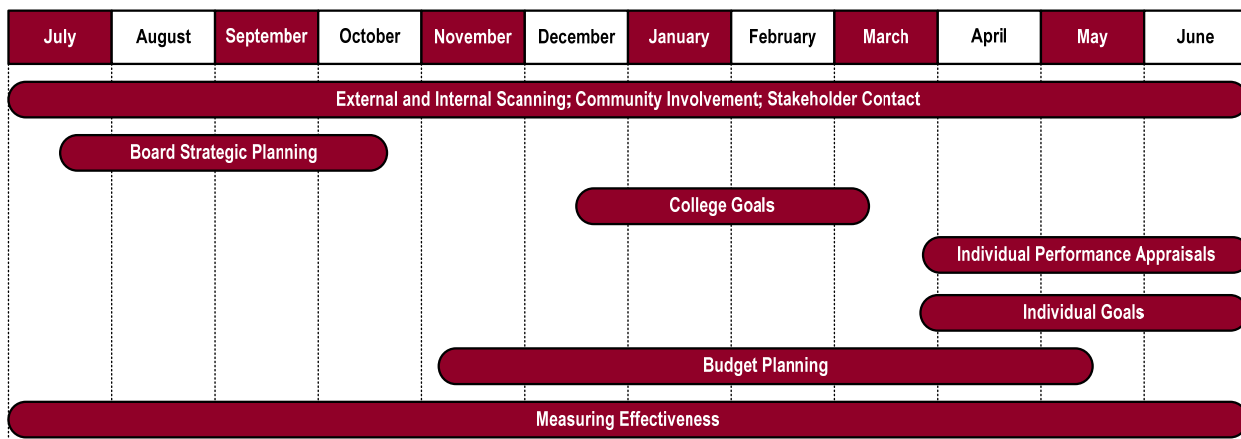 July August September October November December January February March April May June
External and Internal Scanning; Community Involvement; Stakeholder Contact
Board Strategic Planning
College Goals
Individual Performance Appraisals
Individual Goals
Budget Planning
Measuring Effectiveness